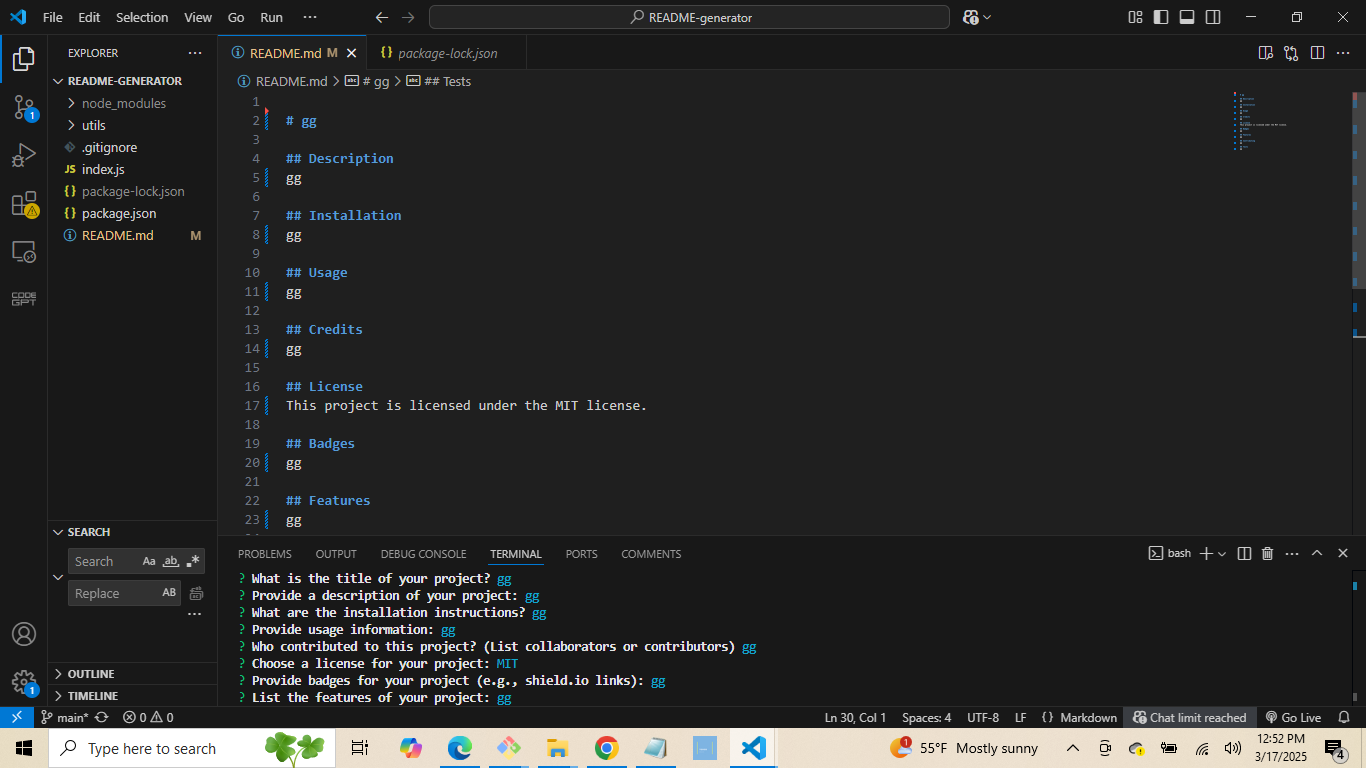 File Edit Selection View Go Run ···
README-generator
EXPLORER ···
README-GENERATOR
node_modules
utils
.gitignore
JS index.js
{} package-lock.json
{} package.json
README.md M
CODE GPT
1
SEARCH
Search Aa ab .*
Replace AB
···
OUTLINE
TIMELINE
1
README.md M
{} package-lock.json
README.md > abc # gg > abc ## Tests
1
2 # gg
3
4 ## Description
5 gg
6
7 ## Installation
8 gg
9
10 ## Usage
11 gg
12
13 ## Credits
14 gg
15
16 ## License
17 This project is licensed under the MIT license.
18
19 ## Badges
20 gg
21
22 ## Features
23 gg
PROBLEMS OUTPUT DEBUG CONSOLE TERMINAL PORTS COMMENTS bash
? What is the title of your project? gg
? Provide a description of your project: gg
? What are the installation instructions? gg
? Provide usage information: gg
? Who contributed to this project? (List collaborators or contributors) gg
? Choose a license for your project: MIT
? Provide badges for your project (e.g., shield.io links): gg
? List the features of your project: gg
main* 0 0 Ln 30, Col 1 Spaces: 4 UTF-8 LF {} Markdown Chat limit reached Go Live
Type here to search
1 55°F Mostly sunny
12:52 PM
3/17/2025
4